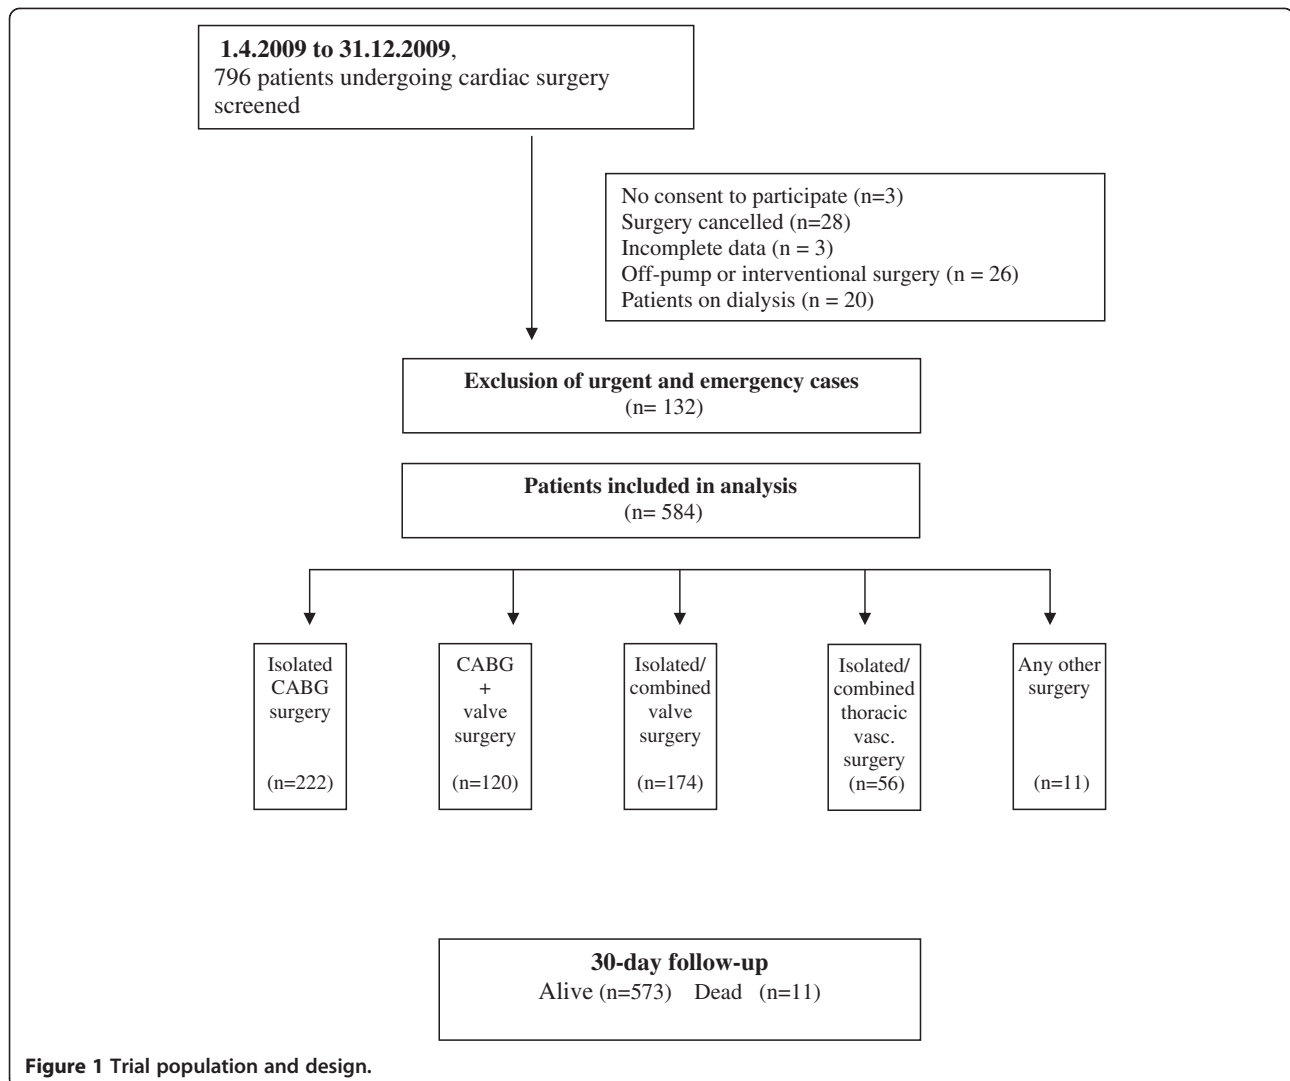 1.4.2009 to 31.12.2009,
796 patients undergoing cardiac surgery
screened
No consent to participate (n=3)
Surgery cancelled (n=28)
Incomplete data (n = 3)
Off-pump or interventional surgery (n = 26)
Patients on dialysis (n = 20)
Exclusion of urgent and emergency cases
(n= 132)
Patients included in analysis
(n= 584)
Isolated
CABG
surgery
(n=222)
CABG
+
valve
surgery
(n=120)
Isolated/
combined
valve
surgery
(n=174)
Isolated/
combined
thoracic
vasc.
surgery
(n=56)
Any other
surgery
(n=11)
30-day follow-up
Alive (n=573) Dead (n=11)
Figure 1 Trial population and design.